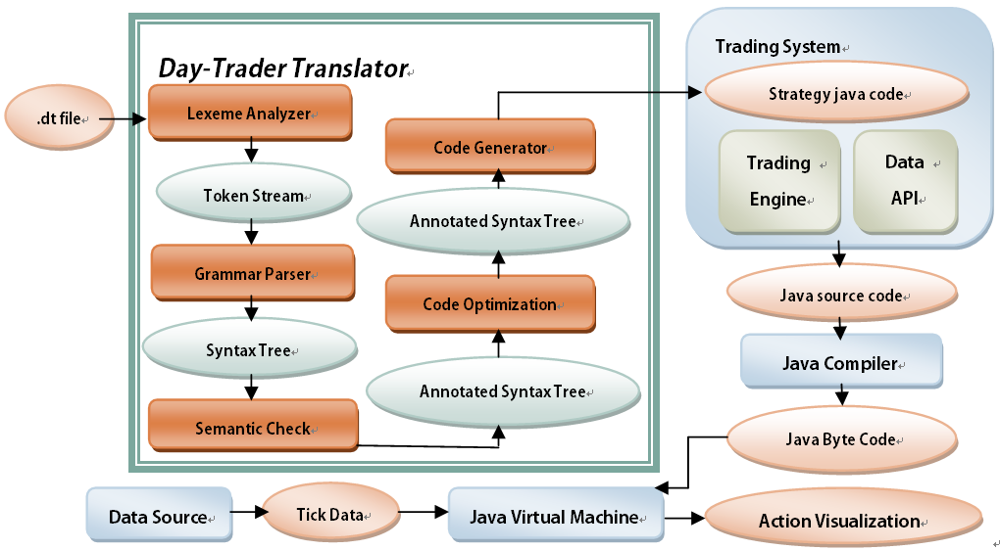 Day-Trader Translator
.dt file
Lexeme Analyzer
Token Stream
Grammar Parser
Syntax Tree
Semantic Check
Annotated Syntax Tree
Code Optimization
Annotated Syntax Tree
Code Generator
Trading System
Strategy java code
Trading
Engine
Data
API
Java source code
Java Compiler
Java Byte Code
Data Source
Tick Data
Java Virtual Machine
Action Visualization